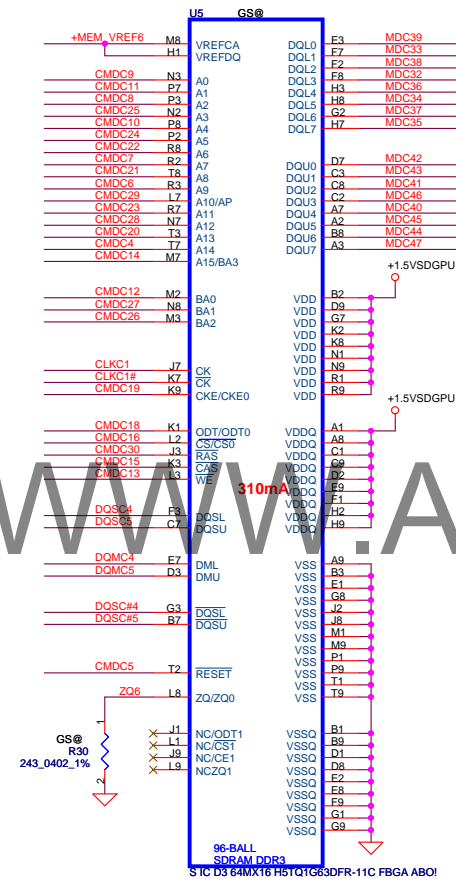 U5 GS@
+MEM_VREF6 M8 VREFCA
H1 VREFDQ
CMDC9 N3 A0
CMDC11 P7 A1
CMDC8 P3 A2
CMDC25 N2 A3
CMDC10 P8 A4
CMDC24 P2 A5
CMDC22 R8 A6
CMDC7 R2 A7
CMDC21 T8 A8
CMDC6 R3 A9
CMDC29 L7 A10/AP
CMDC23 R7 A11
CMDC28 N7 A12
CMDC20 T3 A13
CMDC4 T7 A14
CMDC14 M7 A15/BA3
CMDC12 M2 BA0
CMDC27 N8 BA1
CMDC26 M3 BA2
CLKC1 J7 CK
CLKC1# K7 CK
CMDC19 K9 CKE/CKE0
CMDC18 K1 ODT/ODT0
CMDC16 L2 CS/CS0
CMDC30 J3 RAS
CMDC15 K3 CAS
CMDC13 L3 WE
DQSC4 F3 DQSL
DQSC5 C7 DQSU
DQMC4 E7 DML
DQMC5 D3 DMU
DQSC#4 G3 DQSL
DQSC#5 B7 DQSU
CMDC5 T2 RESET
ZQ6 L8 ZQ/ZQ0
J1 NC/ODT1
L1 NC/CS1
J9 NC/CE1
L9 NCZQ1
GS@
R30
243_0402_1%
1
2
DQL0 E3 MDC39
DQL1 F7 MDC33
DQL2 F2 MDC38
DQL3 F8 MDC32
DQL4 H3 MDC36
DQL5 H8 MDC34
DQL6 G2 MDC37
DQL7 H7 MDC35
DQU0 D7 MDC42
DQU1 C3 MDC43
DQU2 C8 MDC41
DQU3 C2 MDC46
DQU4 A7 MDC40
DQU5 A2 MDC45
DQU6 B8 MDC44
DQU7 A3 MDC47
+1.5VSDGPU
VDD B2
VDD D9
VDD G7
VDD K2
VDD K8
VDD N1
VDD N9
VDD R1
VDD R9
+1.5VSDGPU
VDDQ A1
VDDQ A8
VDDQ C1
VDDQ C9
VDDQ D2
VDDQ E9
VDDQ F1
VDDQ H2
VDDQ H9
310mA
VSS A9
VSS B3
VSS E1
VSS G8
VSS J2
VSS J8
VSS M1
VSS M9
VSS P1
VSS P9
VSS T1
VSS T9
VSSQ B1
VSSQ B9
VSSQ D1
VSSQ D8
VSSQ E2
VSSQ E8
VSSQ F9
VSSQ G1
VSSQ G9
96-BALL
SDRAM DDR3
S IC D3 64MX16 H5TQ1G63DFR-11C FBGA ABO!
WWW.A